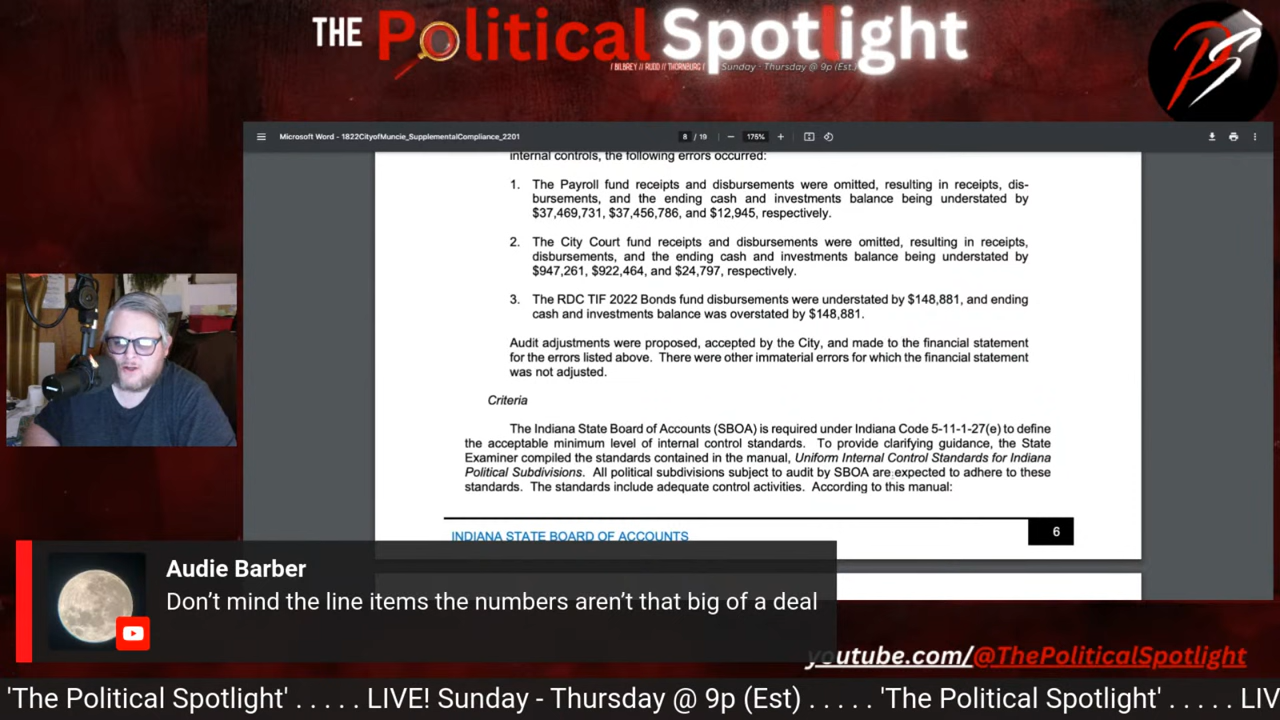 THE Political Spotlight
/ BILBREY // RUDD // THORNBURG / Sunday - Thursday @ 9p (Est)
PS
Microsoft Word - 1822CityofMuncie_SupplementalCompliance_2201
8 / 19
175%
internal controls, the following errors occurred:
1. The Payroll fund receipts and disbursements were omitted, resulting in receipts, dis-
bursements, and the ending cash and investments balance being understated by
$37,469,731, $37,456,786, and $12,945, respectively.
2. The City Court fund receipts and disbursements were omitted, resulting in receipts,
disbursements, and the ending cash and investments balance being understated by
$947,261, $922,464, and $24,797, respectively.
3. The RDC TIF 2022 Bonds fund disbursements were understated by $148,881, and ending
cash and investments balance was overstated by $148,881.
Audit adjustments were proposed, accepted by the City, and made to the financial statement
for the errors listed above. There were other immaterial errors for which the financial statement
was not adjusted.
Criteria
The Indiana State Board of Accounts (SBOA) is required under Indiana Code 5-11-1-27(e) to define
the acceptable minimum level of internal control standards. To provide clarifying guidance, the State
Examiner compiled the standards contained in the manual, Uniform Internal Control Standards for Indiana
Political Subdivisions. All political subdivisions subject to audit by SBOA are expected to adhere to these
standards. The standards include adequate control activities. According to this manual:
INDIANA STATE BOARD OF ACCOUNTS
6
Audie Barber
Don't mind the line items the numbers aren't that big of a deal
youtube.com/@ThePoliticalSpotlight
'The Political Spotlight' . . . . . LIVE! Sunday - Thursday @ 9p (Est) . . . . . 'The Political Spotlight' . . . . . LIV